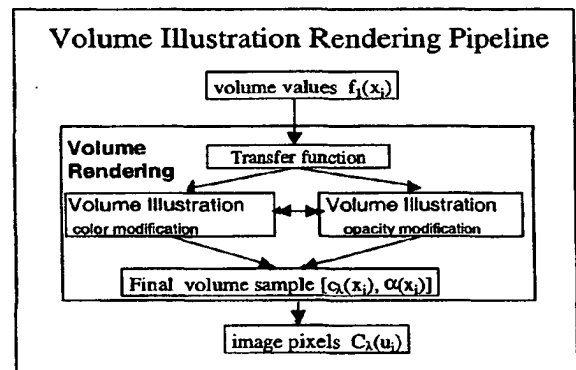 Volume Illustration Rendering Pipeline
volume values f₁(xᵢ)
Volume
Rendering
Transfer function
Volume Illustration
color modification
Volume Illustration
opacity modification
Final volume sample [cλ(xᵢ), α(xᵢ)]
image pixels Cλ(uᵢ)